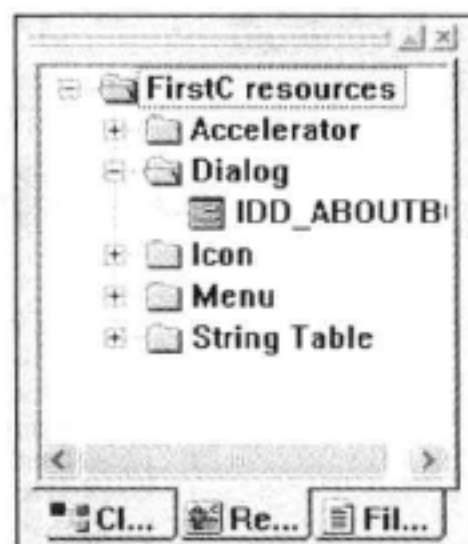 FirstC resources
Accelerator
Dialog
IDD_ABOUTB
Icon
Menu
String Table
Cl... Re... Fil...